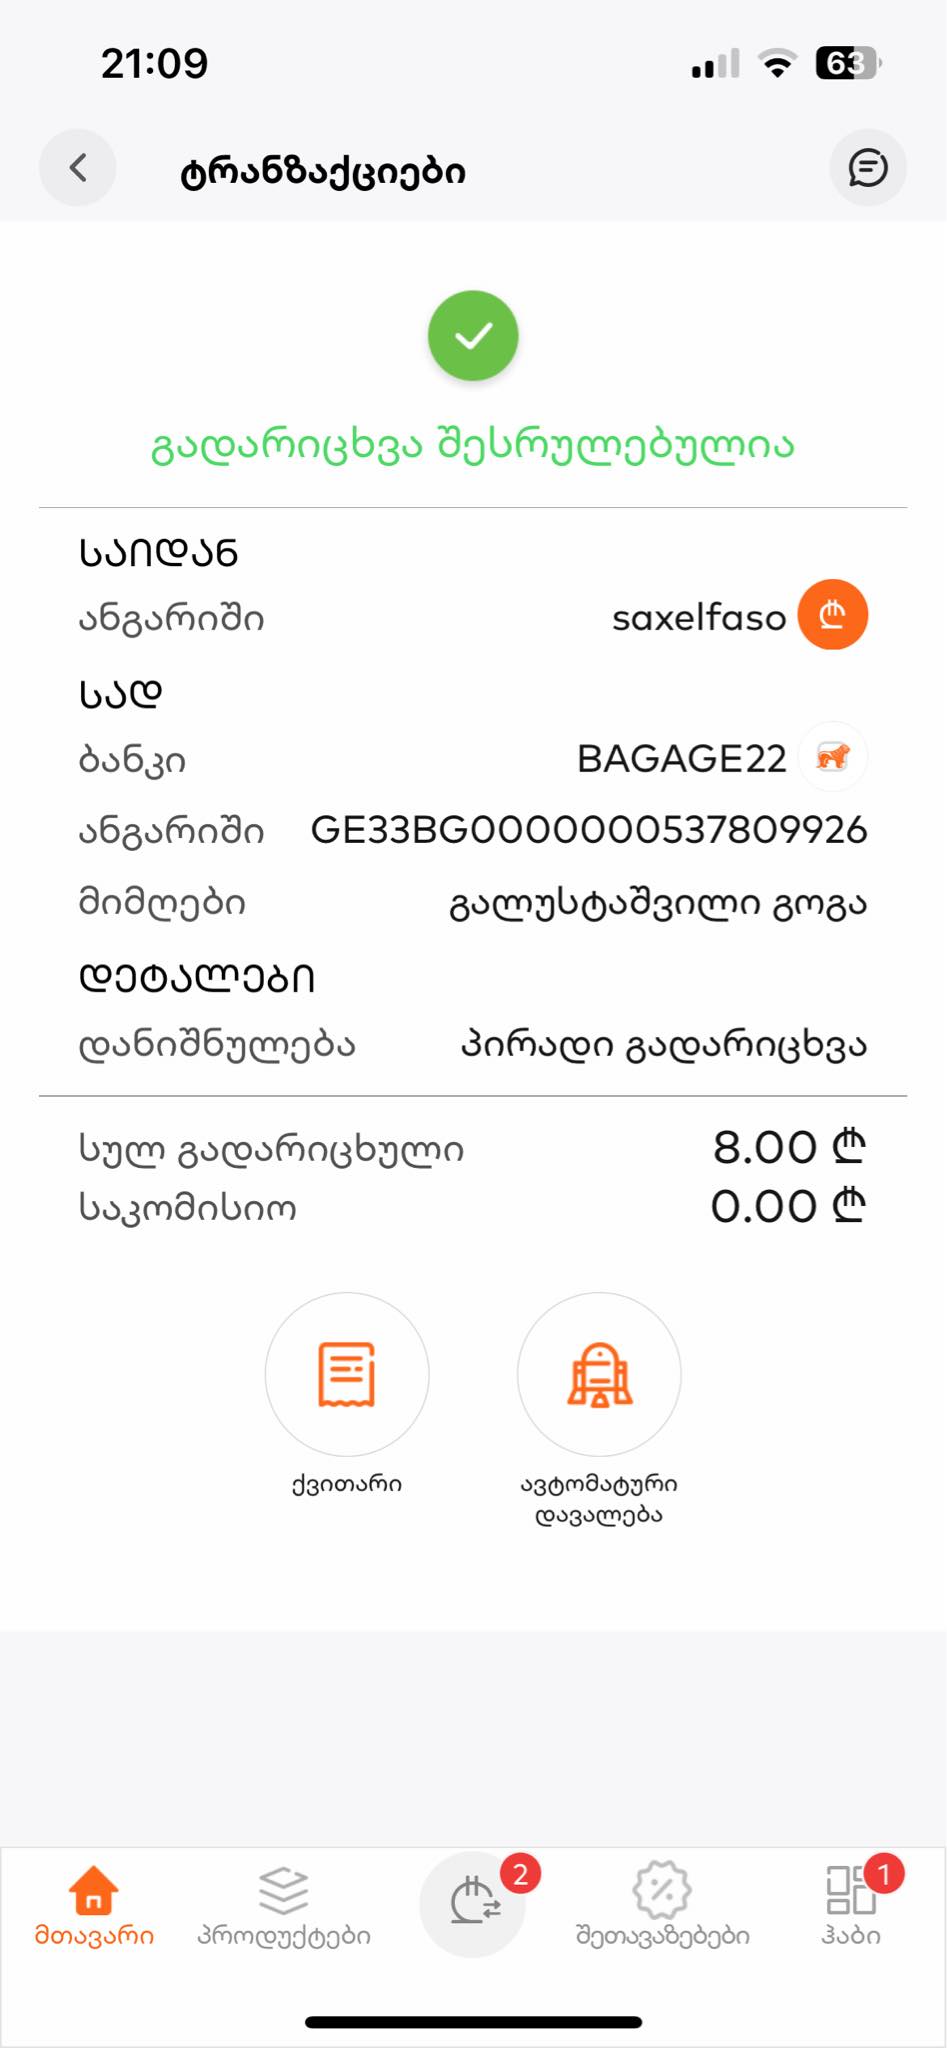 21:09
63
ტრანზაქციები
გადარიცხვა შესრულებულია
საიდან
ანგარიში saxelfaso
სად
ბანკი BAGAGE22
ანგარიში GE33BG0000000537809926
მიმღები გალუსტაშვილი გოგა
დეტალები
დანიშნულება პირადი გადარიცხვა
სულ გადარიცხული 8.00 ₾
საკომისიო 0.00 ₾
ქვითარი
ავტომატური
დავალება
2
1
მთავარი პროდუქტები შეთავაზებები ჰაბი